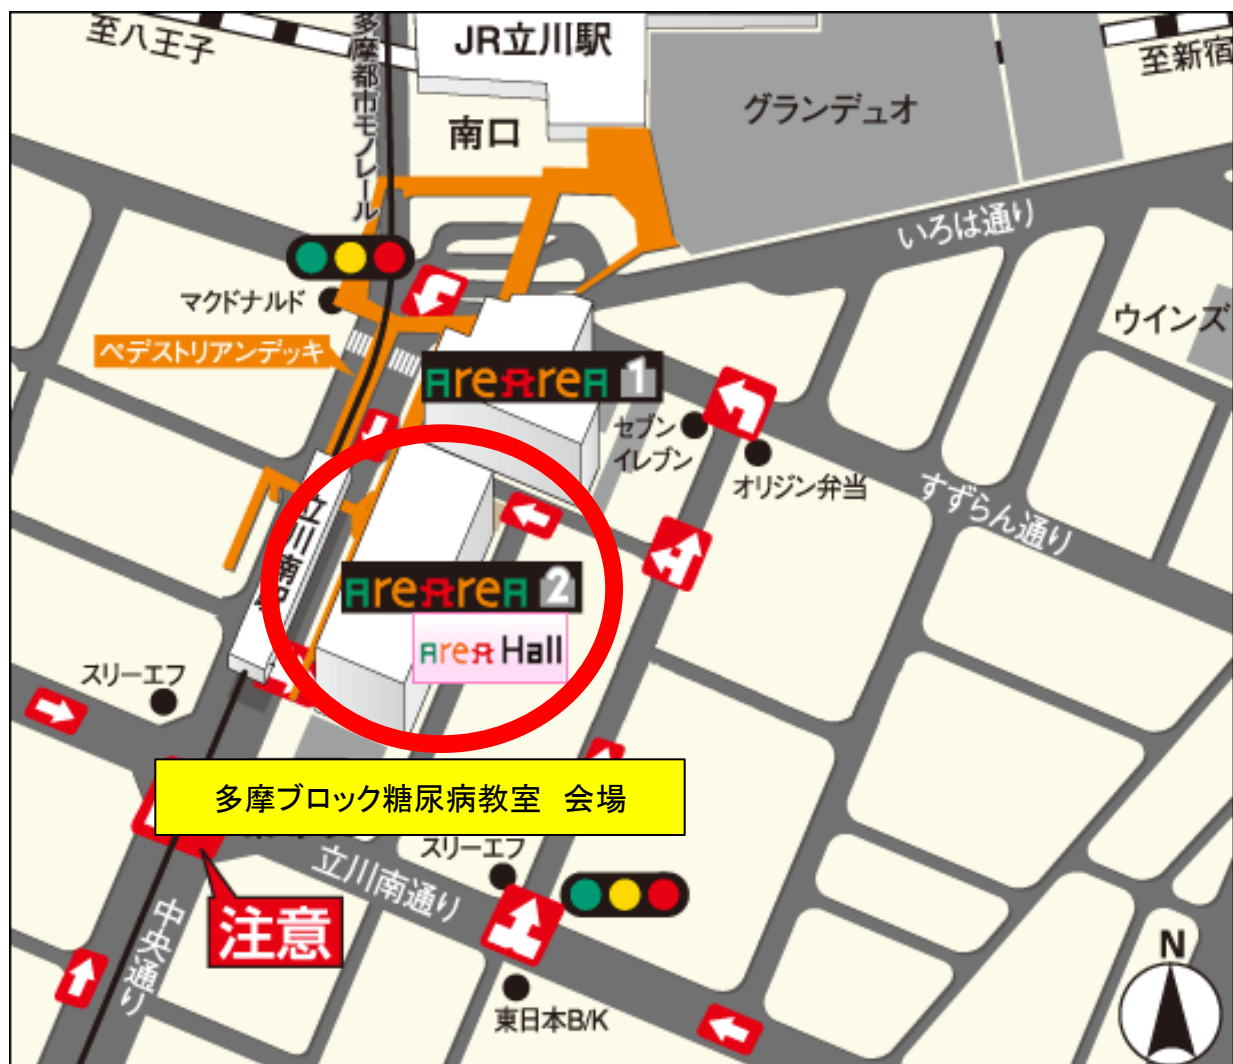 至八王子
多摩都市モノレール
JR立川駅
至新宿
グランデュオ
南口
いろは通り
マクドナルド
ウインズ
ペデストリアンデッキ
AreAreA 1
セブン
イレブン
オリジン弁当
すずらん通り
立川南駅
AreAreA 2
AreA Hall
スリーエフ
多摩ブロック糖尿病教室　会場
スリーエフ
立川南通り
注意
中央通り
東日本B/K
N